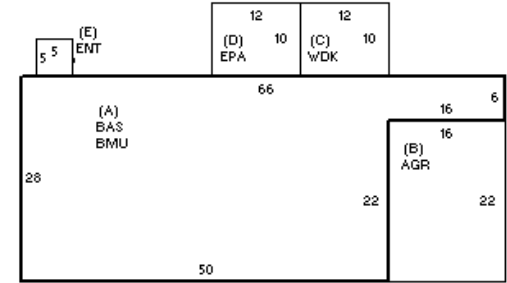 12
12
(E)
ENT
5
5
(D)
EPA
10
(C)
WDK
10
66
6
16
(A)
BAS
BMU
16
(B)
AGR
28
22
22
50